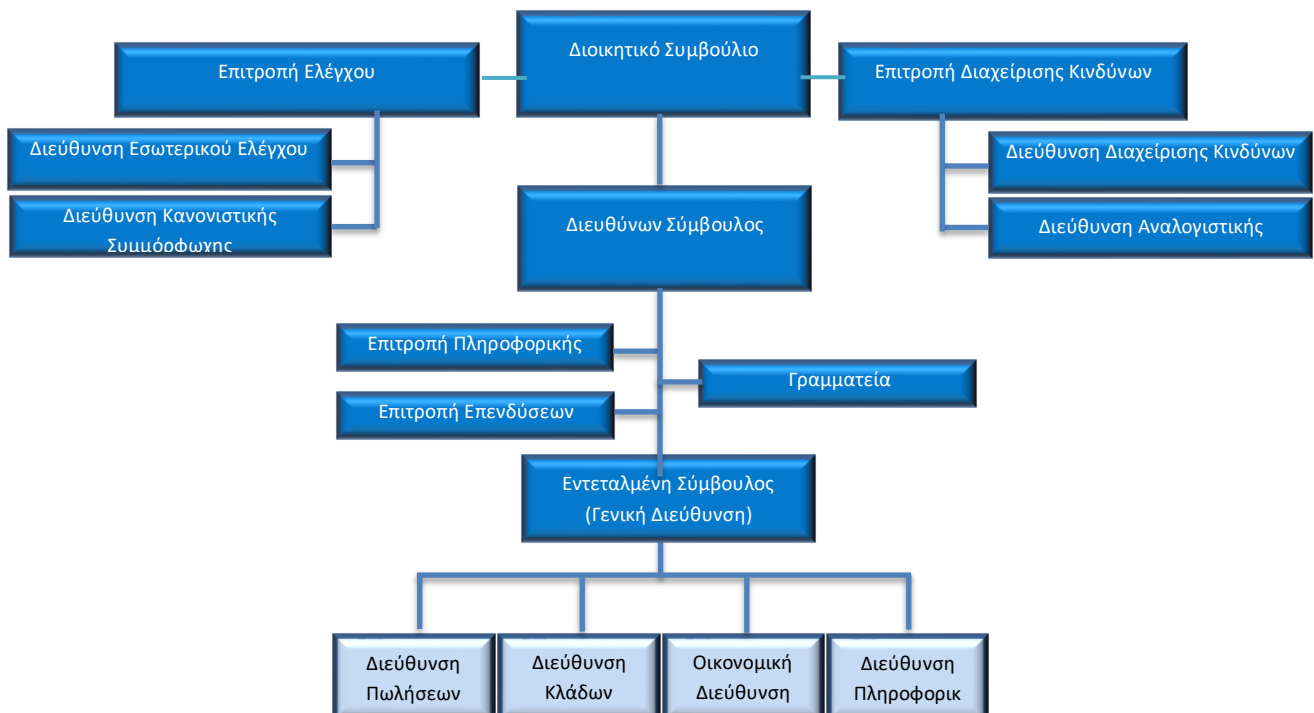 Διοικητικό Συμβούλιο
Επιτροπή Ελέγχου
Επιτροπή Διαχείρισης Κινδύνων
Διεύθυνση Εσωτερικού Ελέγχου
Διεύθυνση Κανονιστικής
Συμμόρφωχης
Διεύθυνση Διαχείρισης Κινδύνων
Διεύθυνση Αναλογιστικής
Διευθύνων Σύμβουλος
Επιτροπή Πληροφορικής
Γραμματεία
Επιτροπή Επενδύσεων
Εντεταλμένη Σύμβουλος
(Γενική Διεύθυνση)
Διεύθυνση
Πωλήσεων
Διεύθυνση
Κλάδων
Οικονομική
Διεύθυνση
Διεύθυνση
Πληροφορικ